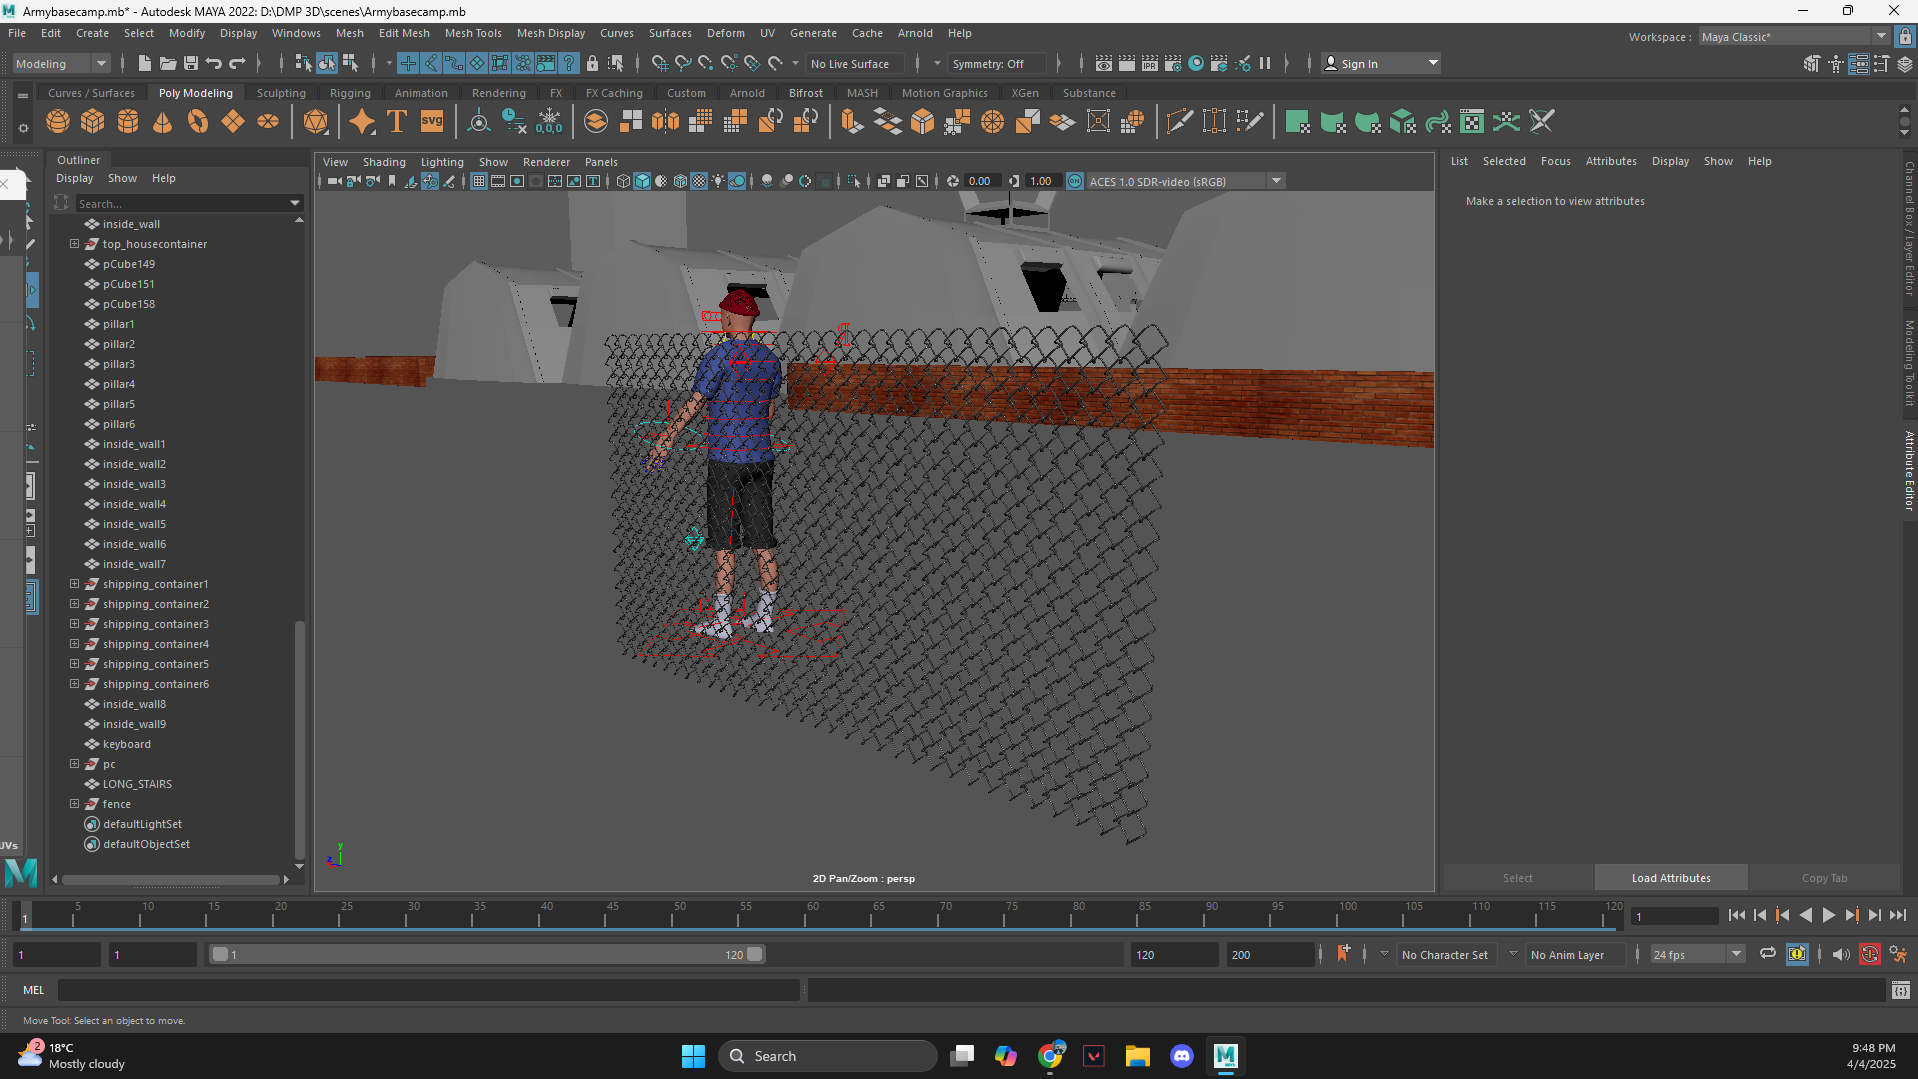 Armybasecamp.mb* - Autodesk MAYA 2022: D:\DMP 3D\scenes\Armybasecamp.mb
File Edit Create Select Modify Display Windows Mesh Edit Mesh Mesh Tools Mesh Display Curves Surfaces Deform UV Generate Cache Arnold Help
Workspace : Maya Classic*
Modeling
No Live Surface
Symmetry: Off
IPR
Sign In
Curves / Surfaces Poly Modeling Sculpting Rigging Animation Rendering FX FX Caching Custom Arnold Bifrost MASH Motion Graphics XGen Substance
T svg 0,0,0
Outliner
Display Show Help
Search...
inside_wall
top_housecontainer
pCube149
pCube151
pCube158
pillar1
pillar2
pillar3
pillar4
pillar5
pillar6
inside_wall1
inside_wall2
inside_wall3
inside_wall4
inside_wall5
inside_wall6
inside_wall7
shipping_container1
shipping_container2
shipping_container3
shipping_container4
shipping_container5
shipping_container6
inside_wall8
inside_wall9
keyboard
pc
LONG_STAIRS
fence
defaultLightSet
defaultObjectSet
UVs
View Shading Lighting Show Renderer Panels
0.00 1.00 ON ACES 1.0 SDR-video (sRGB)
y
z
2D Pan/Zoom : persp
List Selected Focus Attributes Display Show Help
Make a selection to view attributes
Select Load Attributes Copy Tab
Channel Box / Layer Editor
Modeling Toolkit
Attribute Editor
1 5 10 15 20 25 30 35 40 45 50 55 60 65 70 75 80 85 90 95 100 105 110 115 120
1
1 1 1 120 120 200
No Character Set
No Anim Layer
24 fps
MEL
Move Tool: Select an object to move.
2
18°C
Mostly cloudy
Search
9:48 PM
4/4/2025